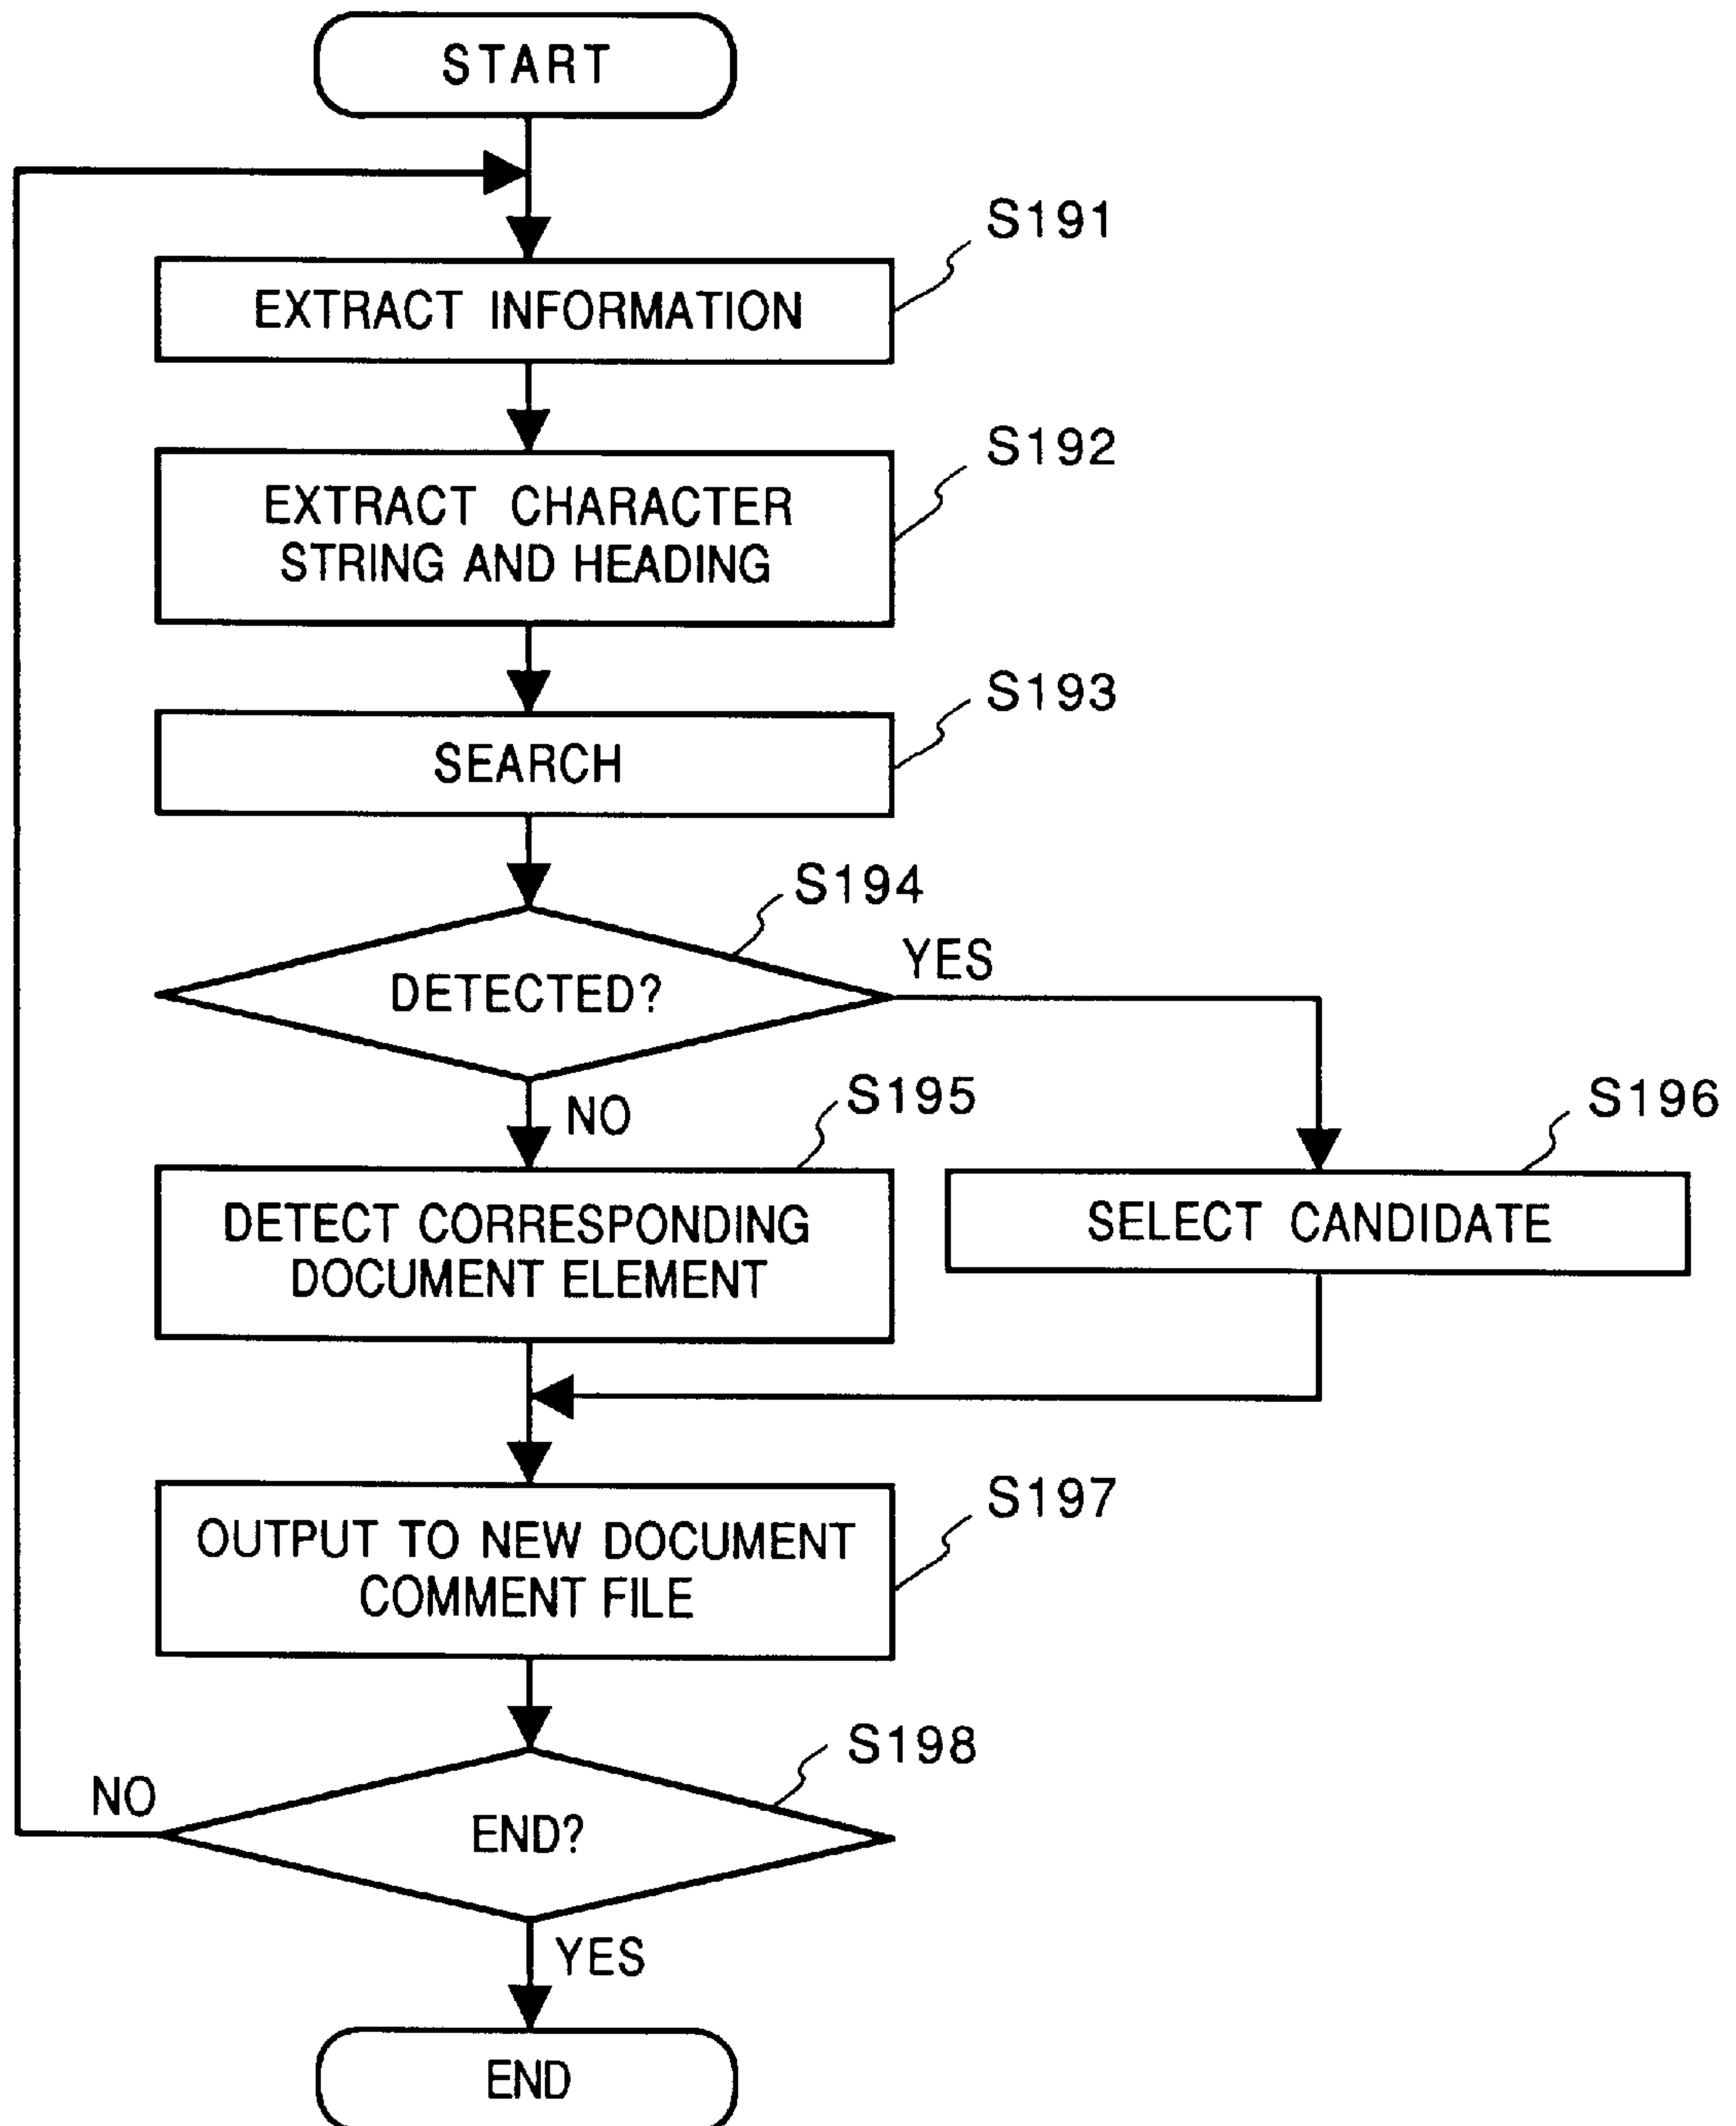 START
S191
EXTRACT INFORMATION
S192
EXTRACT CHARACTER
STRING AND HEADING
S193
SEARCH
S194
DETECTED?
YES
NO
S195
S196
DETECT CORRESPONDING
DOCUMENT ELEMENT
SELECT CANDIDATE
S197
OUTPUT TO NEW DOCUMENT
COMMENT FILE
S198
NO
END?
YES
END